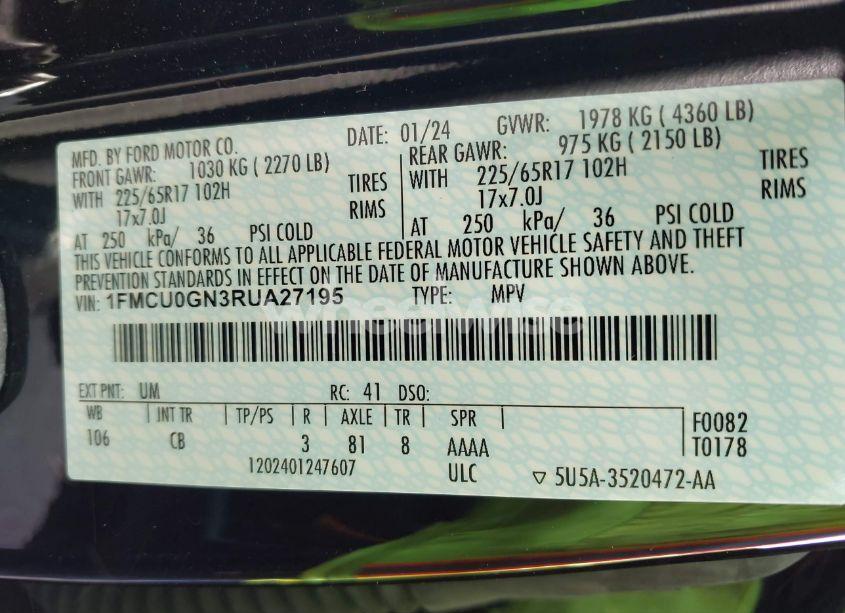 MFD. BY FORD MOTOR CO. DATE: 01/24 GVWR: 1978 KG ( 4360 LB)
FRONT GAWR: 1030 KG ( 2270 LB) REAR GAWR: 975 KG ( 2150 LB)
WITH 225/65R17 102H TIRES WITH 225/65R17 102H TIRES
17x7.0J RIMS 17x7.0J RIMS
AT 250 kPa/ 36 PSI COLD AT 250 kPa/ 36 PSI COLD
THIS VEHICLE CONFORMS TO ALL APPLICABLE FEDERAL MOTOR VEHICLE SAFETY AND THEFT
PREVENTION STANDARDS IN EFFECT ON THE DATE OF MANUFACTURE SHOWN ABOVE.
VIN: 1FMCU0GN3RUA27195 TYPE: MPV
wheelwise
EXT PNT: UM RC: 41 DSO:
WB | INT TR | TP/PS | R | AXLE | TR | SPR F0082
106 CB 3 81 8 AAAA T0178
1202401247607 ULC ▽ 5U5A-3520472-AA